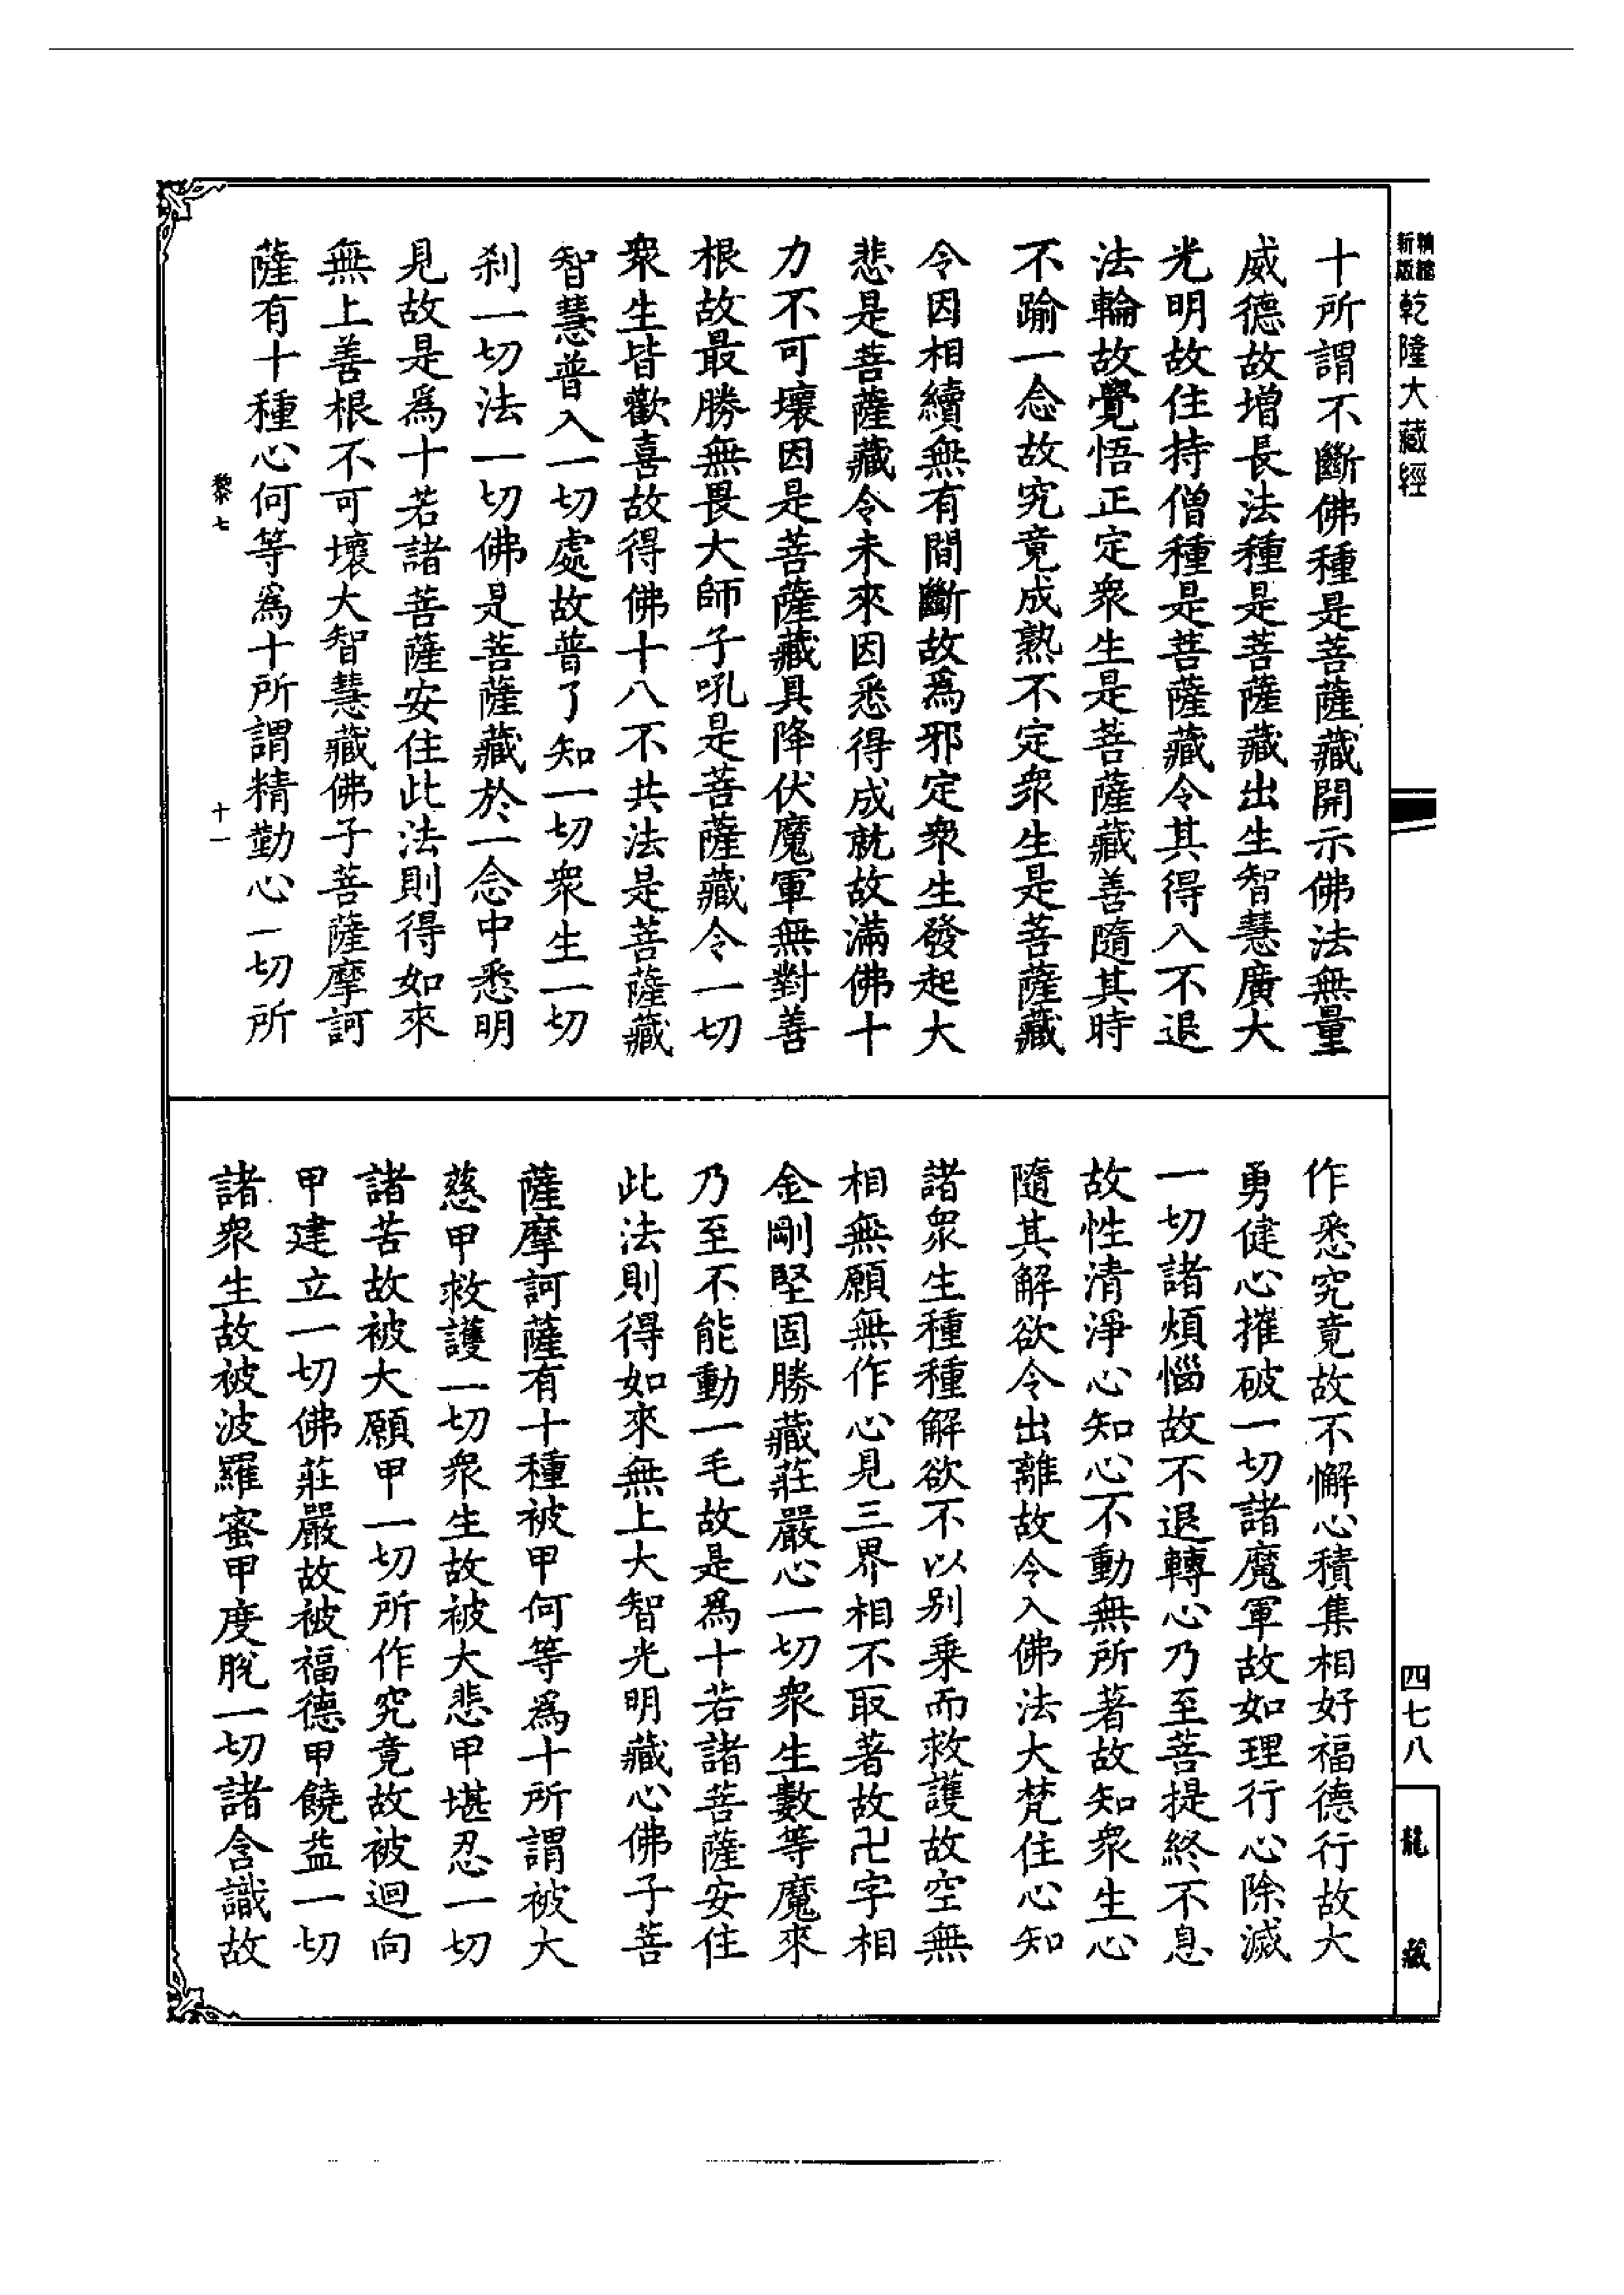 精縮新版乾隆大藏經
四七八
龍藏
十所謂不斷佛種是菩薩藏開示佛法無量
威德故增長法種是菩薩藏出生智慧廣大
光明故住持僧種是菩薩藏令其得入不退
法輪故覺悟正定衆生是菩薩藏善隨其時
不踰一念故究竟成熟不定衆生是菩薩藏
令因相續無有間斷故爲邪定衆生發起大
悲是菩薩藏令未來因悉得成就故滿佛十
力不可壞因是菩薩藏具降伏魔軍無對善
根故最勝無畏大師子吼是菩薩藏令一切
衆生皆歡喜故得佛十八不共法是菩薩藏
智慧普入一切處故普了知一切衆生一切
刹一切法一切佛是菩薩藏於一念中悉明
見故是爲十若諸菩薩安住此法則得如來
無上善根不可壞大智慧藏佛子菩薩摩訶
薩有十種心何等爲十所謂精勤心一切所
黎七
十一
作悉究竟故不懈心積集相好福德行故大
勇健心摧破一切諸魔軍故如理行心除滅
一切諸煩惱故不退轉心乃至菩提終不息
故性清淨心知心不動無所著故知衆生心
隨其解欲令出離故令入佛法大梵住心知
諸衆生種種解欲不以別乘而救護故空無
相無願無作心見三界相不取著故卍字相
金剛堅固勝藏莊嚴心一切衆生數等魔來
乃至不能動一毛故是爲十若諸菩薩安住
此法則得如來無上大智光明藏心佛子菩
薩摩訶薩有十種被甲何等爲十所謂被大
慈甲救護一切衆生故被大悲甲堪忍一切
諸苦故被大願甲一切所作究竟故被迴向
甲建立一切佛莊嚴故被福德甲饒益一切
諸衆生故被波羅蜜甲度脫一切諸含識故